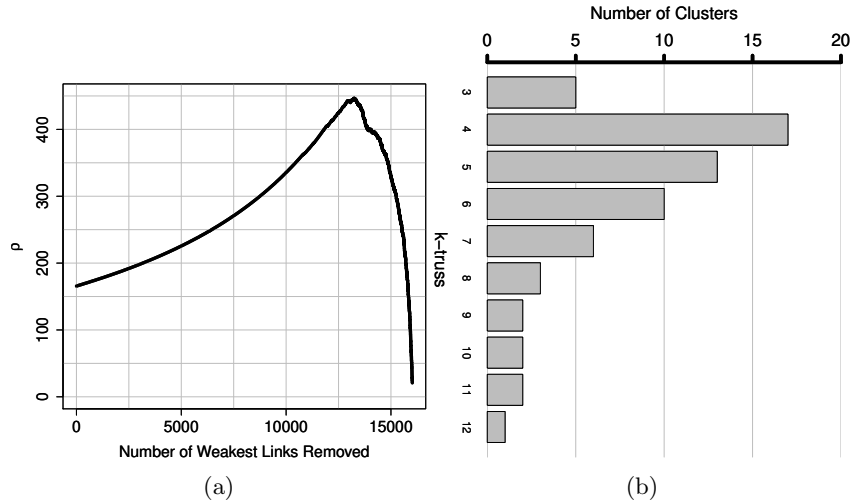 ρ
400
300
200
100
0
0 5000 10000 15000
Number of Weakest Links Removed
(a)
Number of Clusters
0 5 10 15 20
k−truss
3
4
5
6
7
8
9
10
11
12
(b)